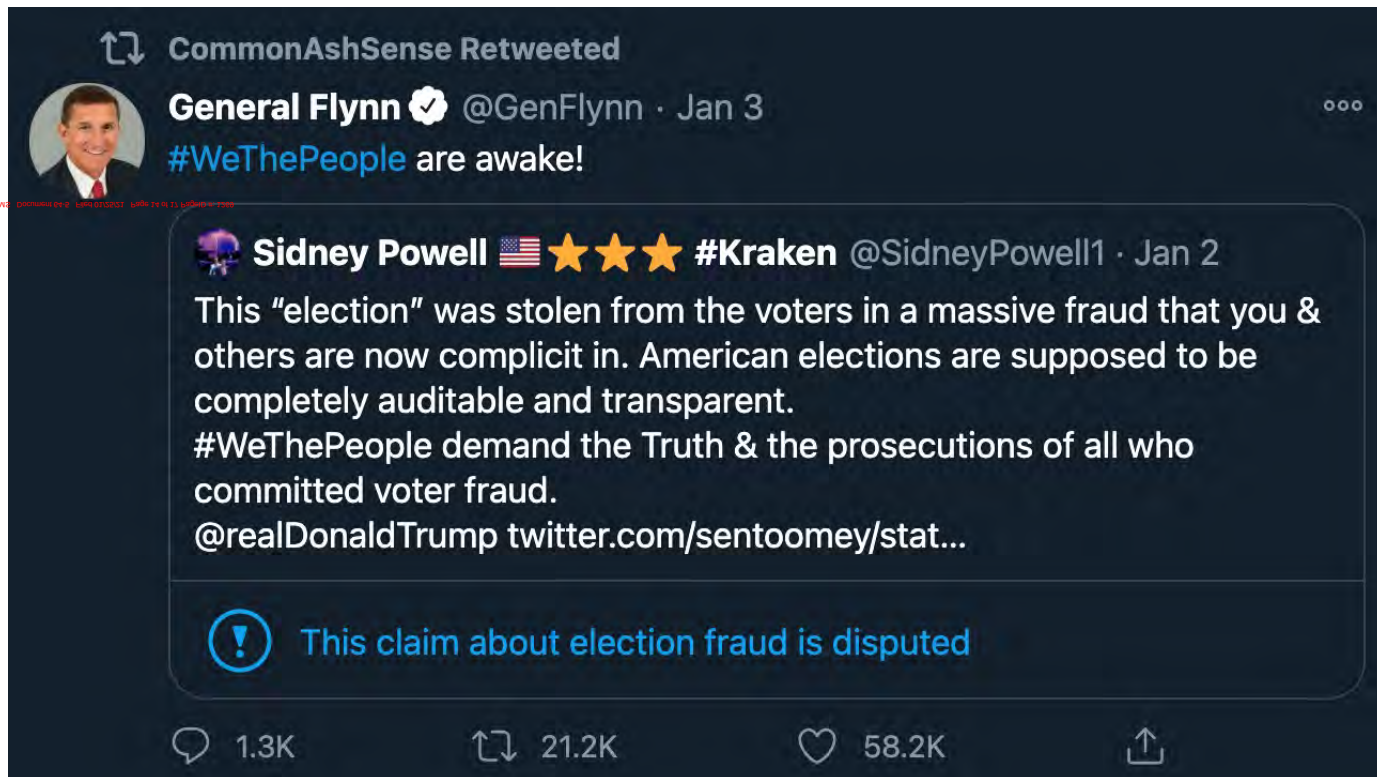 CommonAshSense Retweeted
General Flynn @GenFlynn · Jan 3
#WeThePeople are awake!
Sidney Powell 🇺🇸⭐⭐⭐ #Kraken @SidneyPowell1 · Jan 2
This “election” was stolen from the voters in a massive fraud that you &
others are now complicit in. American elections are supposed to be
completely auditable and transparent.
#WeThePeople demand the Truth & the prosecutions of all who
committed voter fraud.
@realDonaldTrump twitter.com/sentoomey/stat...
This claim about election fraud is disputed
1.3K 21.2K 58.2K